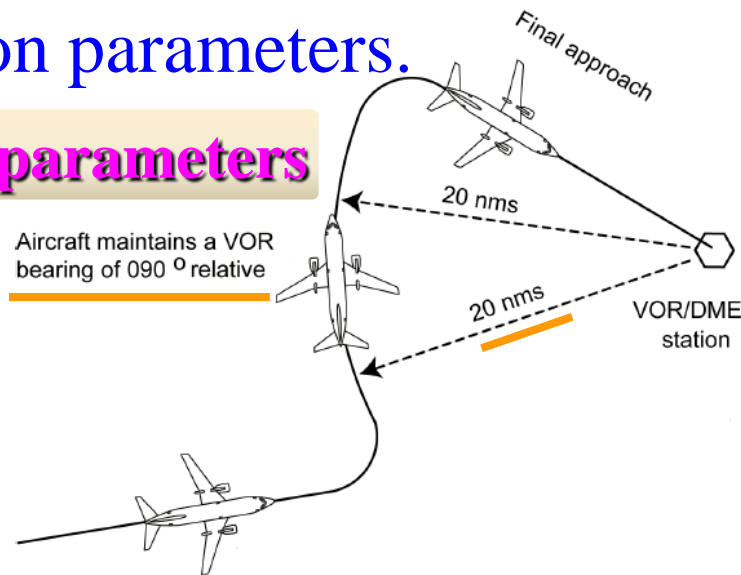 on parameters.
parameters
Final approach
20 nms
Aircraft maintains a VOR
bearing of 090 º relative
20 nms
VOR/DME
station